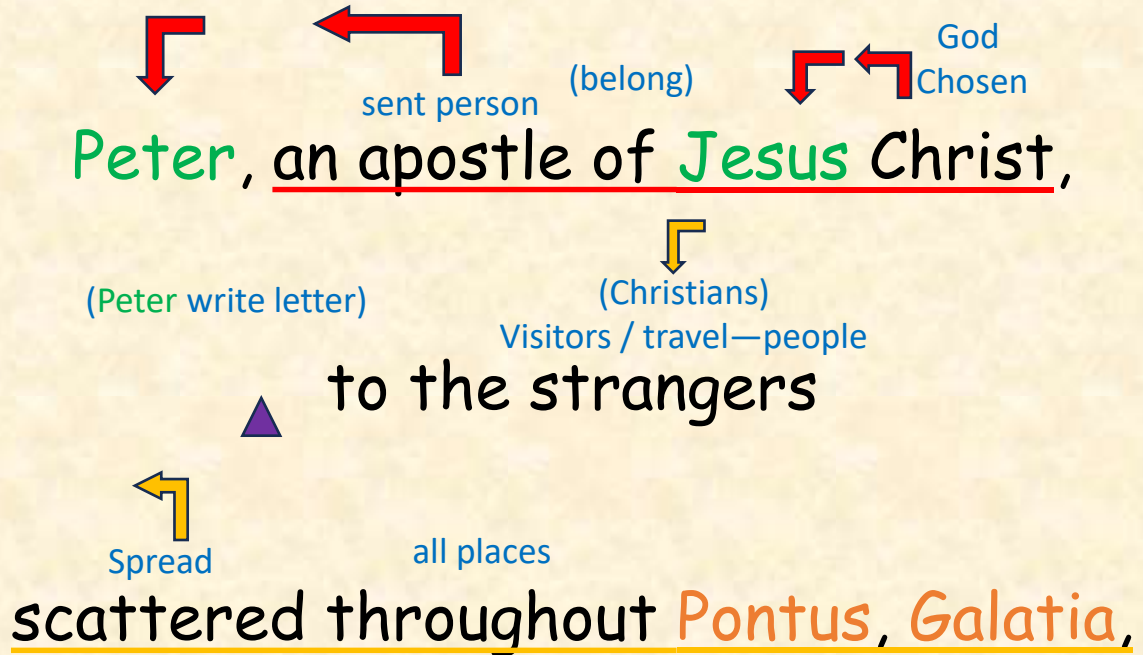 God
Chosen
(belong)
sent person
Peter, an apostle of Jesus Christ,
(Peter write letter)
(Christians)
Visitors / travel—people
to the strangers
Spread
all places
scattered throughout Pontus, Galatia,